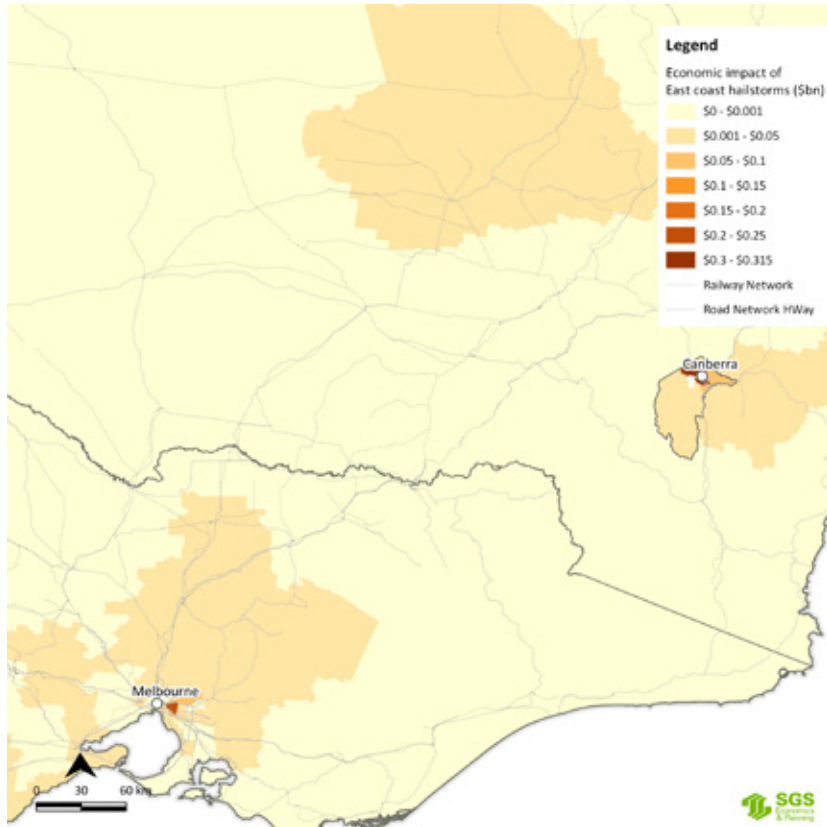 Legend
Economic impact of
East coast hailstorms ($bn)
$0 - $0.001
$0.001 - $0.05
$0.05 - $0.1
$0.1 - $0.15
$0.15 - $0.2
$0.2 - $0.25
$0.3 - $0.315
Railway Network
Road Network HWay
Canberra
Melbourne
0 30 60 km
SGS
Economics
& Planning